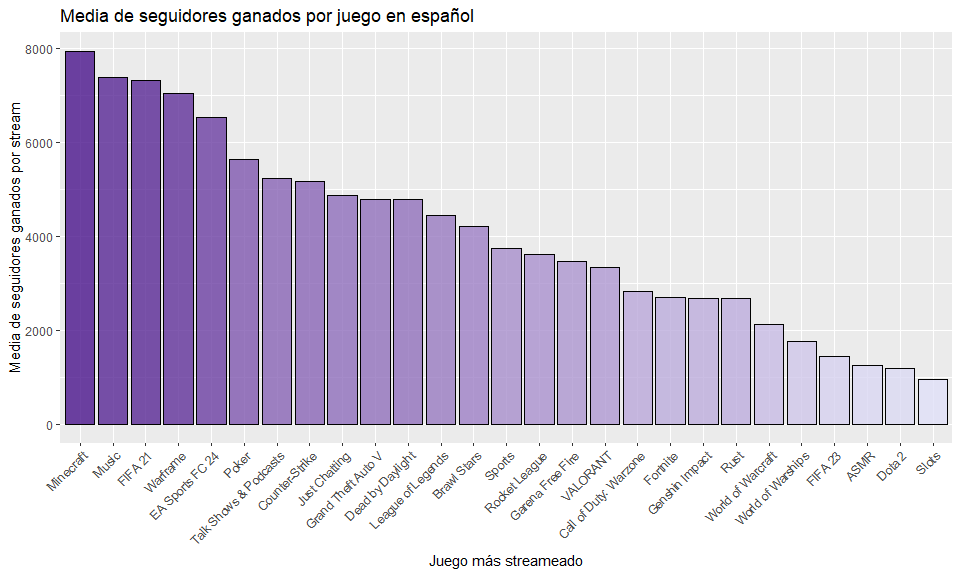 Media de seguidores ganados por juego en español
Media de seguidores ganados por stream
8000
6000
4000
2000
0
Minecraft
Music
FIFA 21
Warframe
EA Sports FC 24
Poker
Talk Shows & Podcasts
Counter-Strike
Just Chatting
Grand Theft Auto V
Dead by Daylight
League of Legends
Brawl Stars
Sports
Rocket League
Garena Free Fire
VALORANT
Call of Duty: Warzone
Fortnite
Genshin Impact
Rust
World of Warcraft
World of Warships
FIFA 23
ASMR
Dota 2
Slots
Juego más streameado